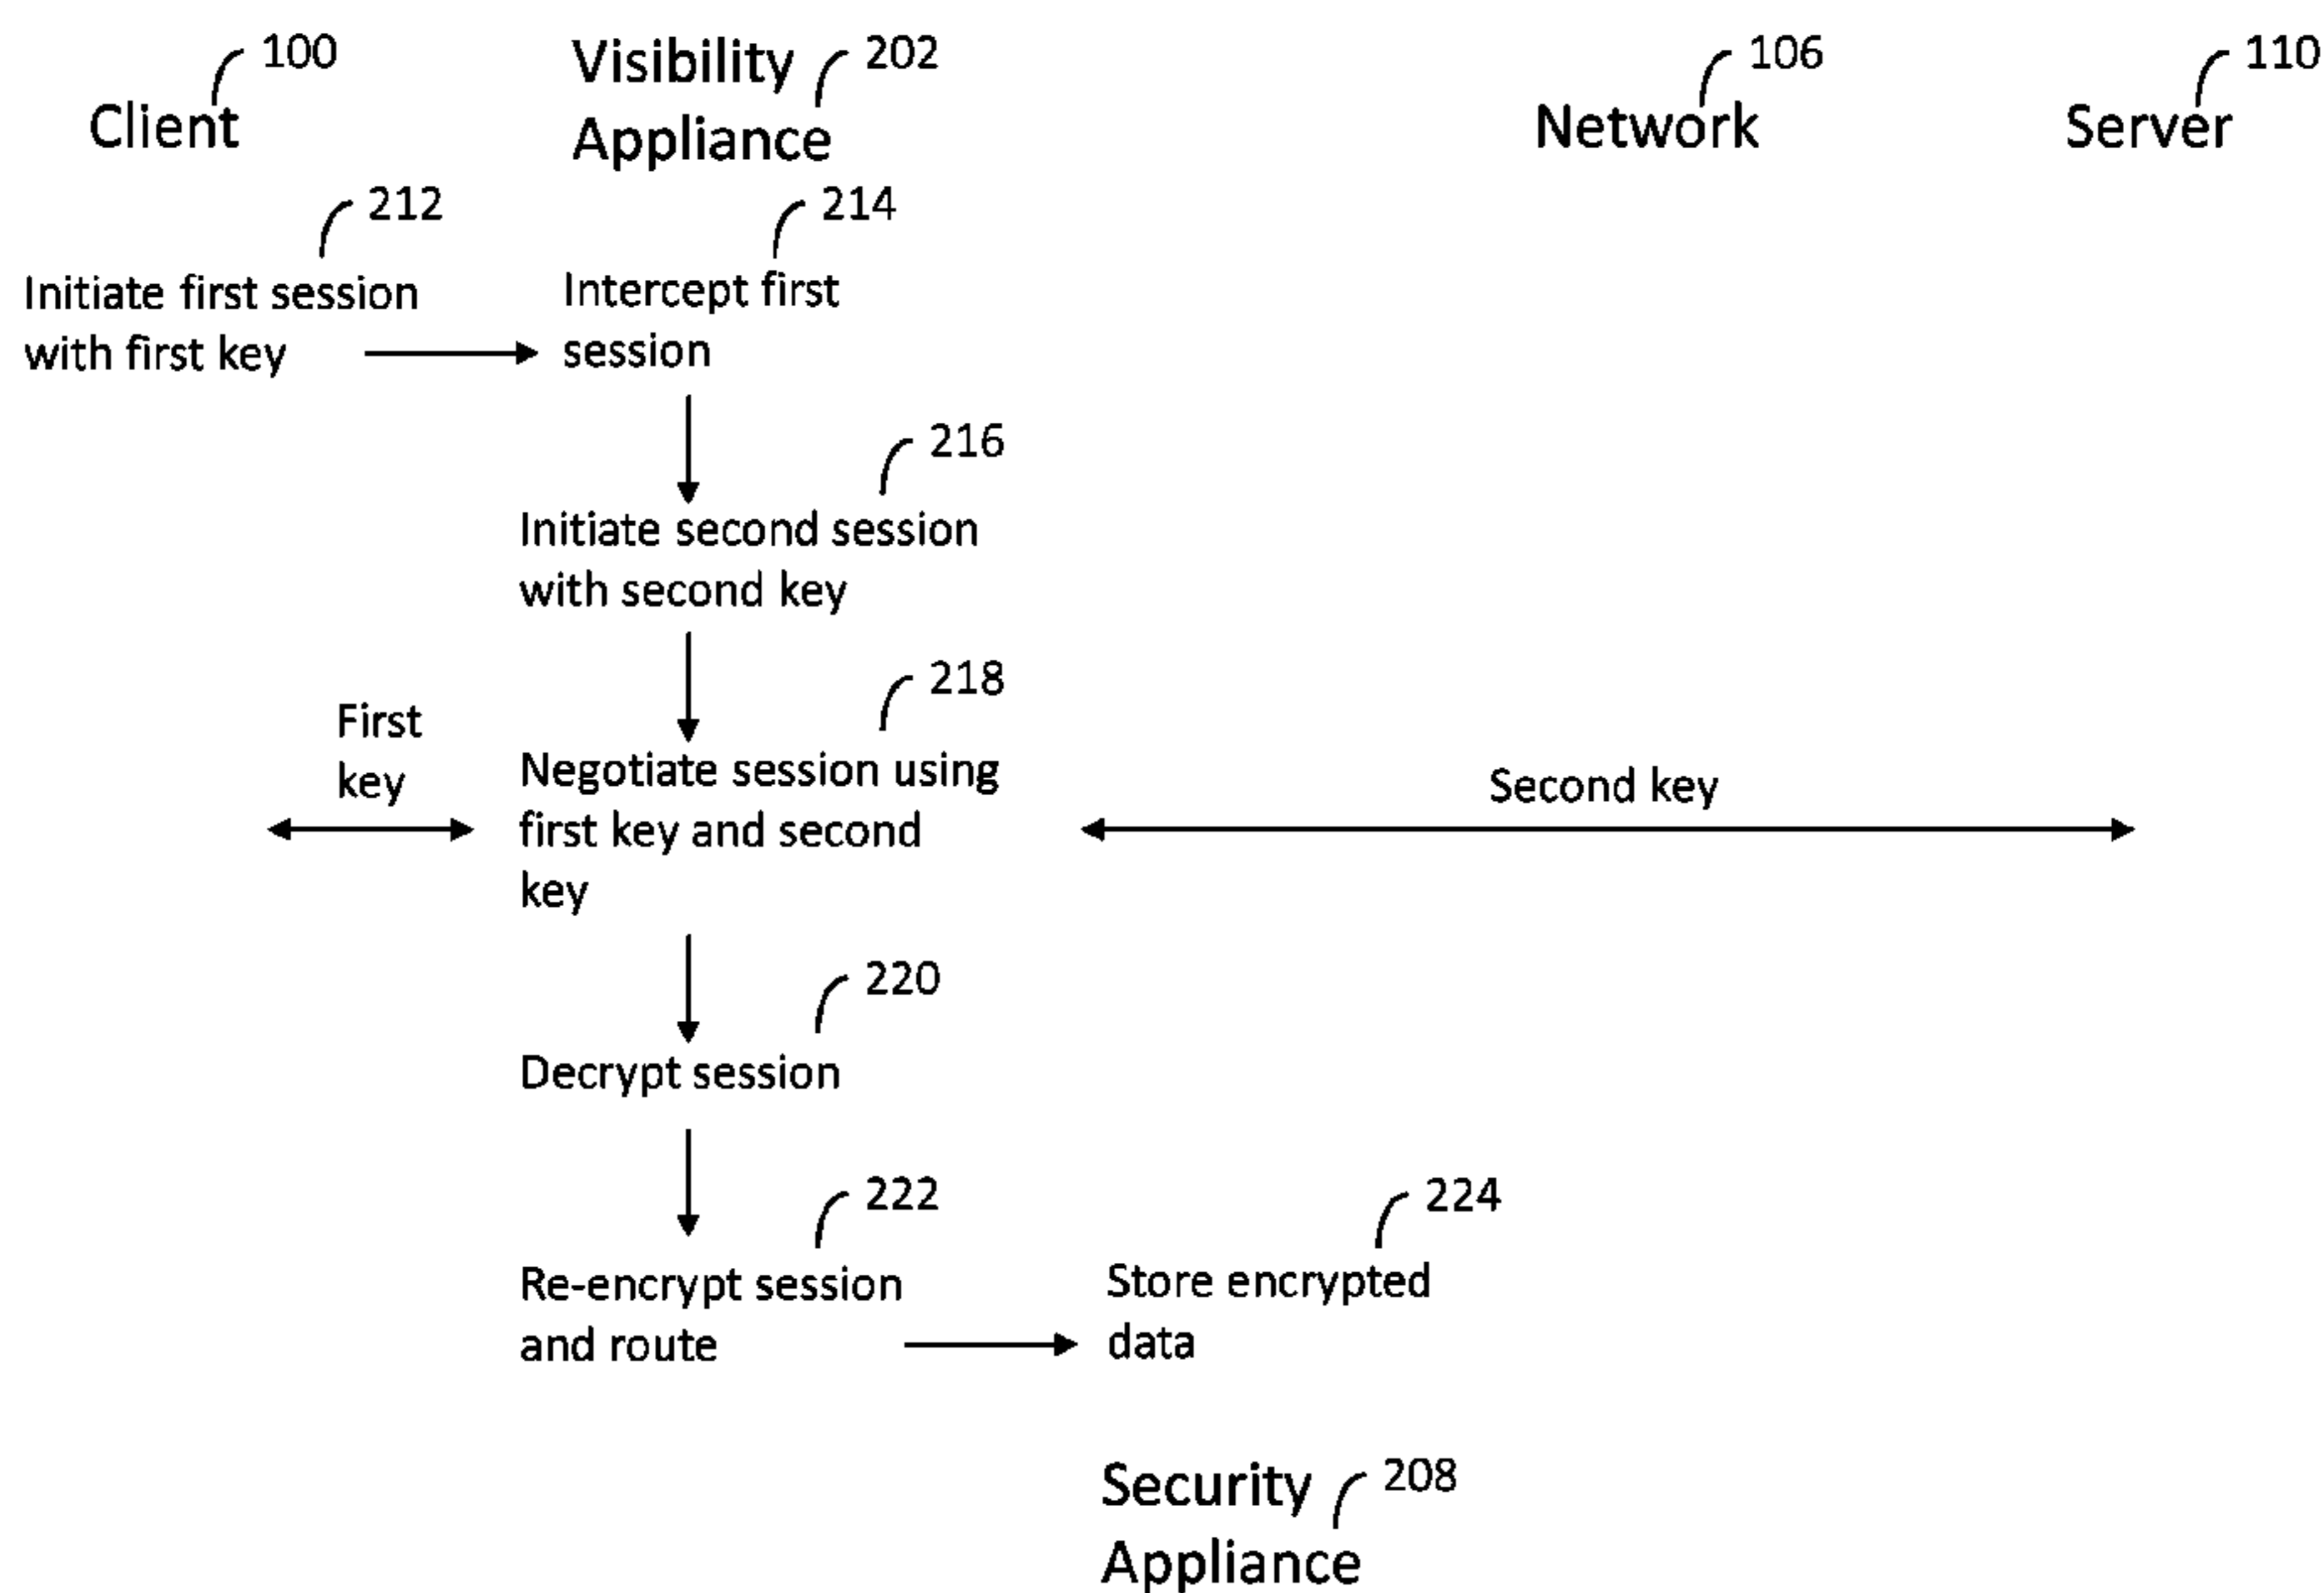 100
Client
Visibility
Appliance
202
106
Network
110
Server
212
Initiate first session
with first key
214
Intercept first
session
216
Initiate second session
with second key
First
key
218
Negotiate session using
first key and second
key
Second key
220
Decrypt session
222
Re-encrypt session
and route
224
Store encrypted
data
Security
Appliance
208